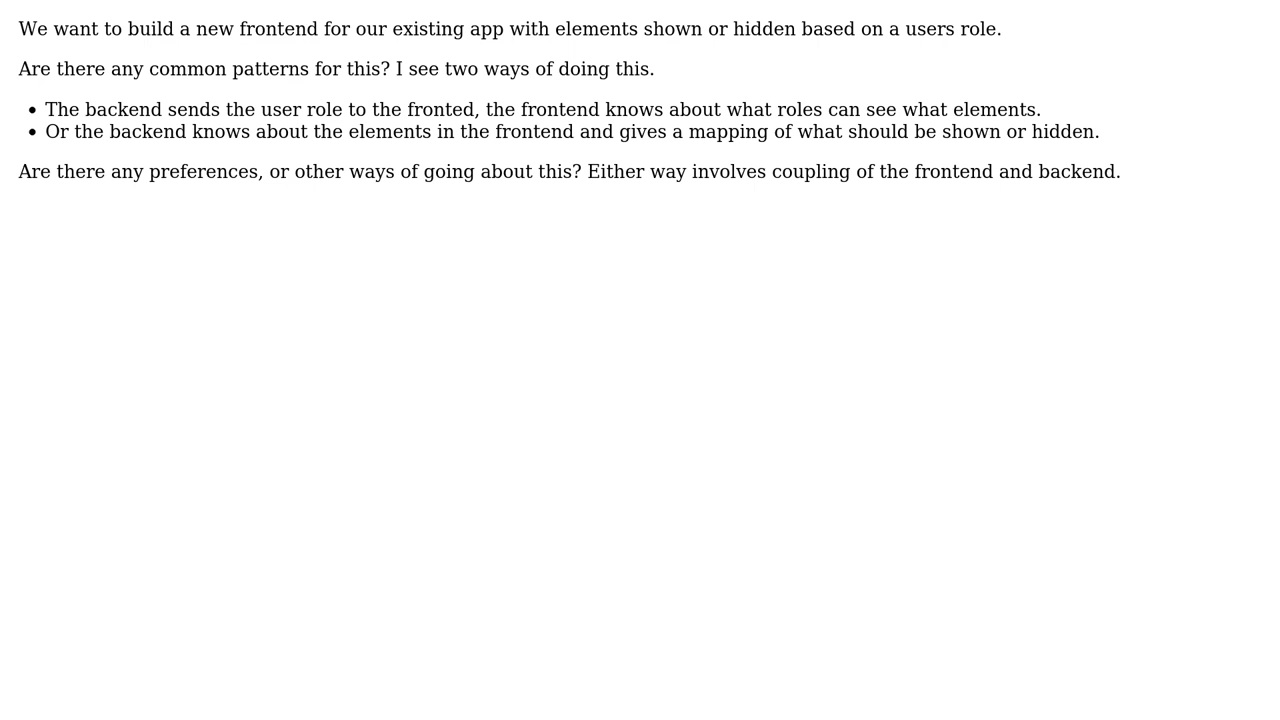 We want to build a new frontend for our existing app with elements shown or hidden based on a users role.
Are there any common patterns for this? I see two ways of doing this.
• The backend sends the user role to the fronted, the frontend knows about what roles can see what elements.
• Or the backend knows about the elements in the frontend and gives a mapping of what should be shown or hidden.
Are there any preferences, or other ways of going about this? Either way involves coupling of the frontend and backend.